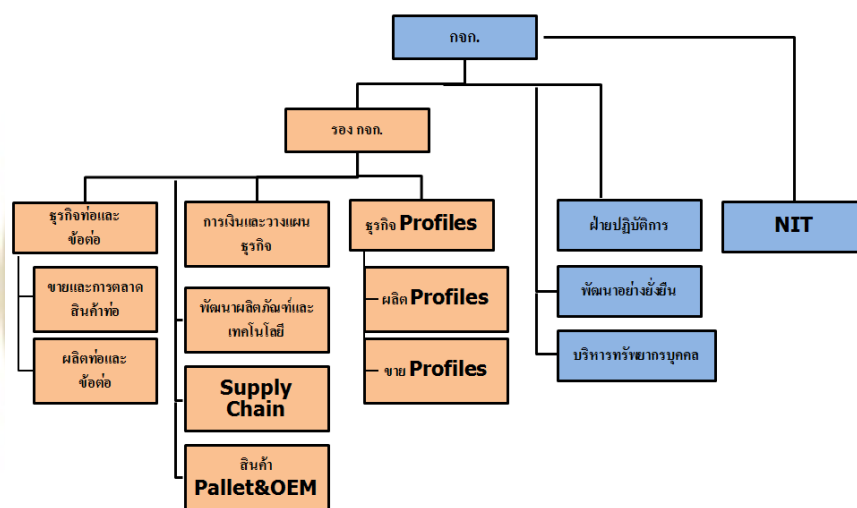 กจก.
รอง กจก.
ธุรกิจท่อและ
ข้อต่อ
การเงินและวางแผน
ธุรกิจ
ธุรกิจ Profiles
ฝ่ายปฏิบัติการ
NIT
ขายและการตลาด
สินค้าท่อ
พัฒนาผลิตภัณฑ์และ
เทคโนโลยี
ผลิต Profiles
พัฒนาอย่างยั่งยืน
ผลิตท่อและ
ข้อต่อ
Supply
Chain
ขาย Profiles
บริหารทรัพยากรบุคคล
สินค้า
Pallet&OEM